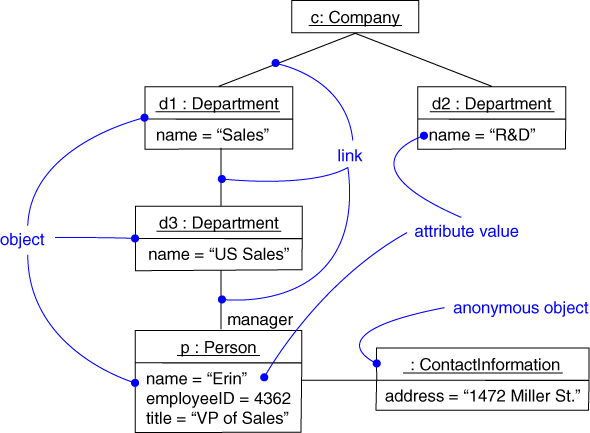 c: Company
d1 : Department
name = “Sales”
d2 : Department
name = “R&D”
link
d3 : Department
name = “US Sales”
object
attribute value
manager
anonymous object
p : Person
name = “Erin”
employeeID = 4362
title = “VP of Sales”
: ContactInformation
address = “1472 Miller St.”